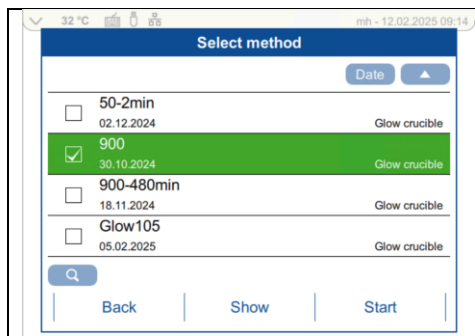 32 °C mh - 12.02.2025 09:14
Select method
Date
50-2min
02.12.2024 Glow crucible
900
30.10.2024 Glow crucible
900-480min
18.11.2024 Glow crucible
Glow105
05.02.2025 Glow crucible
Back Show Start